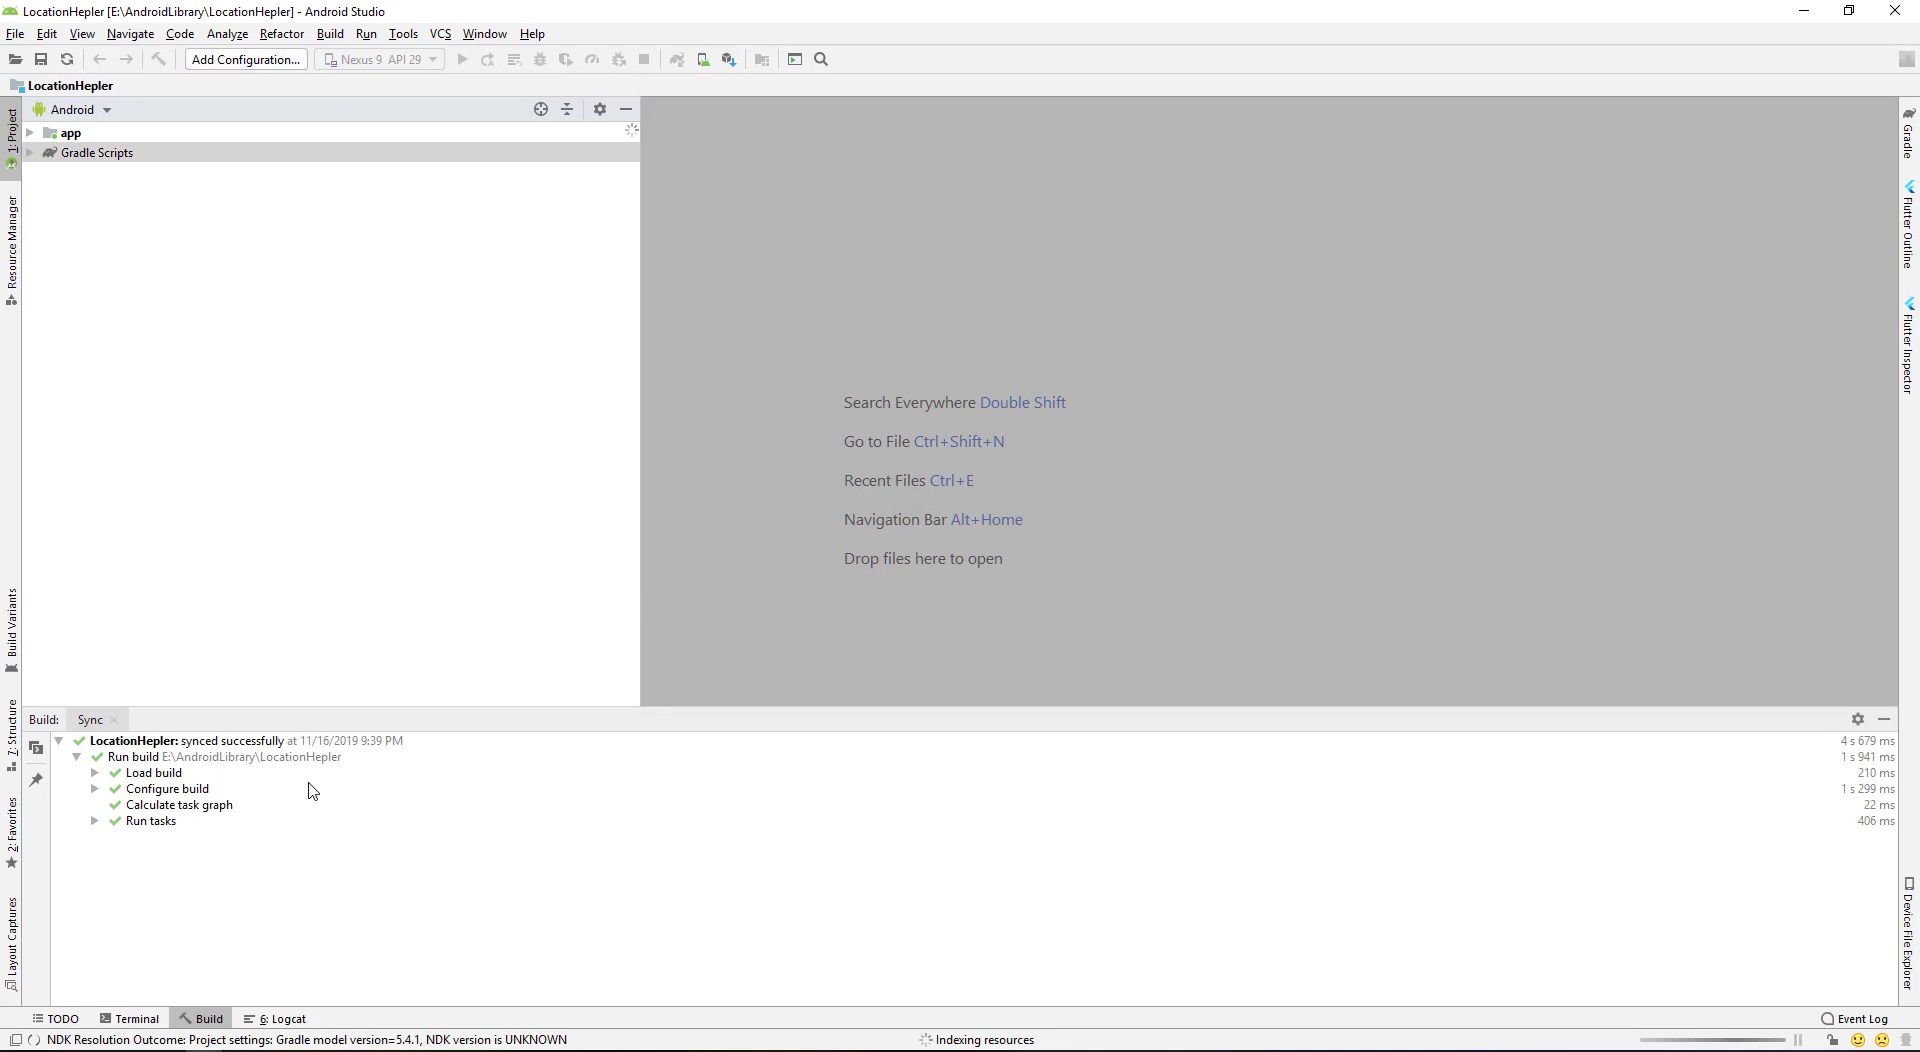 LocationHepler [E:\AndroidLibrary\LocationHepler] - Android Studio
File Edit View Navigate Code Analyze Refactor Build Run Tools VCS Window Help
Add Configuration... Nexus 9 API 29
LocationHepler
1: Project
Resource Manager
Build Variants
7: Structure
2: Favorites
Layout Captures
Android
app
Gradle Scripts
Search Everywhere Double Shift
Go to File Ctrl+Shift+N
Recent Files Ctrl+E
Navigation Bar Alt+Home
Drop files here to open
Gradle
Flutter Outline
Flutter Inspector
Device File Explorer
Build: Sync
LocationHepler: synced successfully at 11/16/2019 9:39 PM 4 s 679 ms
Run build E:\AndroidLibrary\LocationHepler 1 s 941 ms
Load build 210 ms
Configure build 1 s 299 ms
Calculate task graph 22 ms
Run tasks 406 ms
TODO Terminal Build 6: Logcat Event Log
NDK Resolution Outcome: Project settings: Gradle model version=5.4.1, NDK version is UNKNOWN Indexing resources